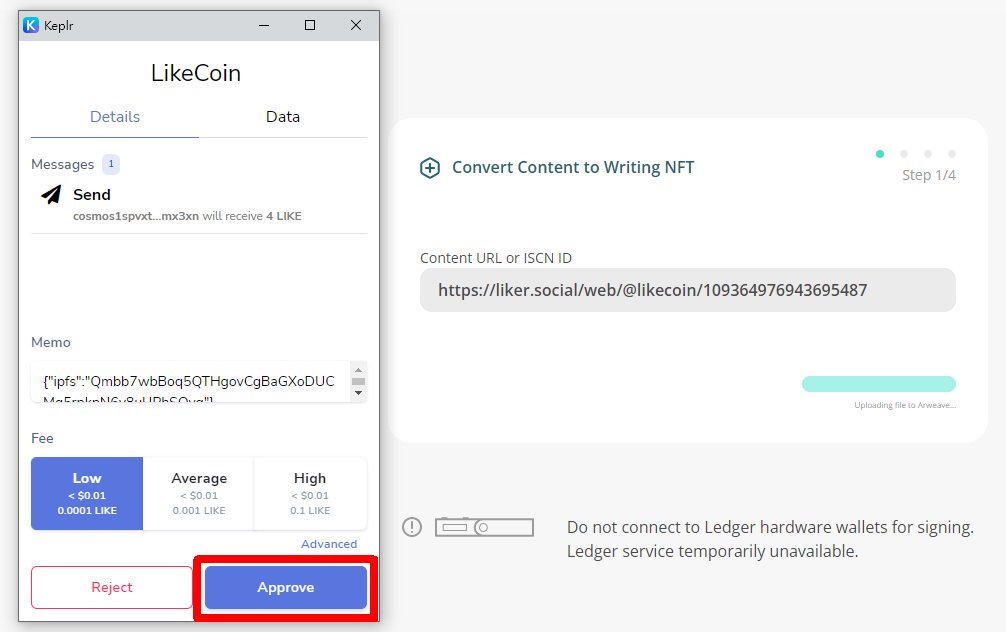 Keplr
LikeCoin
Details
Data
Messages 1
Send
cosmos1spvxt...mx3xn will receive 4 LIKE
Memo
{"ipfs":"Qmbb7wbBoq5QTHgovCgBaGXoDUC
Fee
Low
< $0.01
0.0001 LIKE
Average
< $0.01
0.001 LIKE
High
< $0.01
0.1 LIKE
Advanced
Reject
Approve
Convert Content to Writing NFT
Step 1/4
Content URL or ISCN ID
https://liker.social/web/@likecoin/109364976943695487
Uploading file to Arweave...
Do not connect to Ledger hardware wallets for signing.
Ledger service temporarily unavailable.